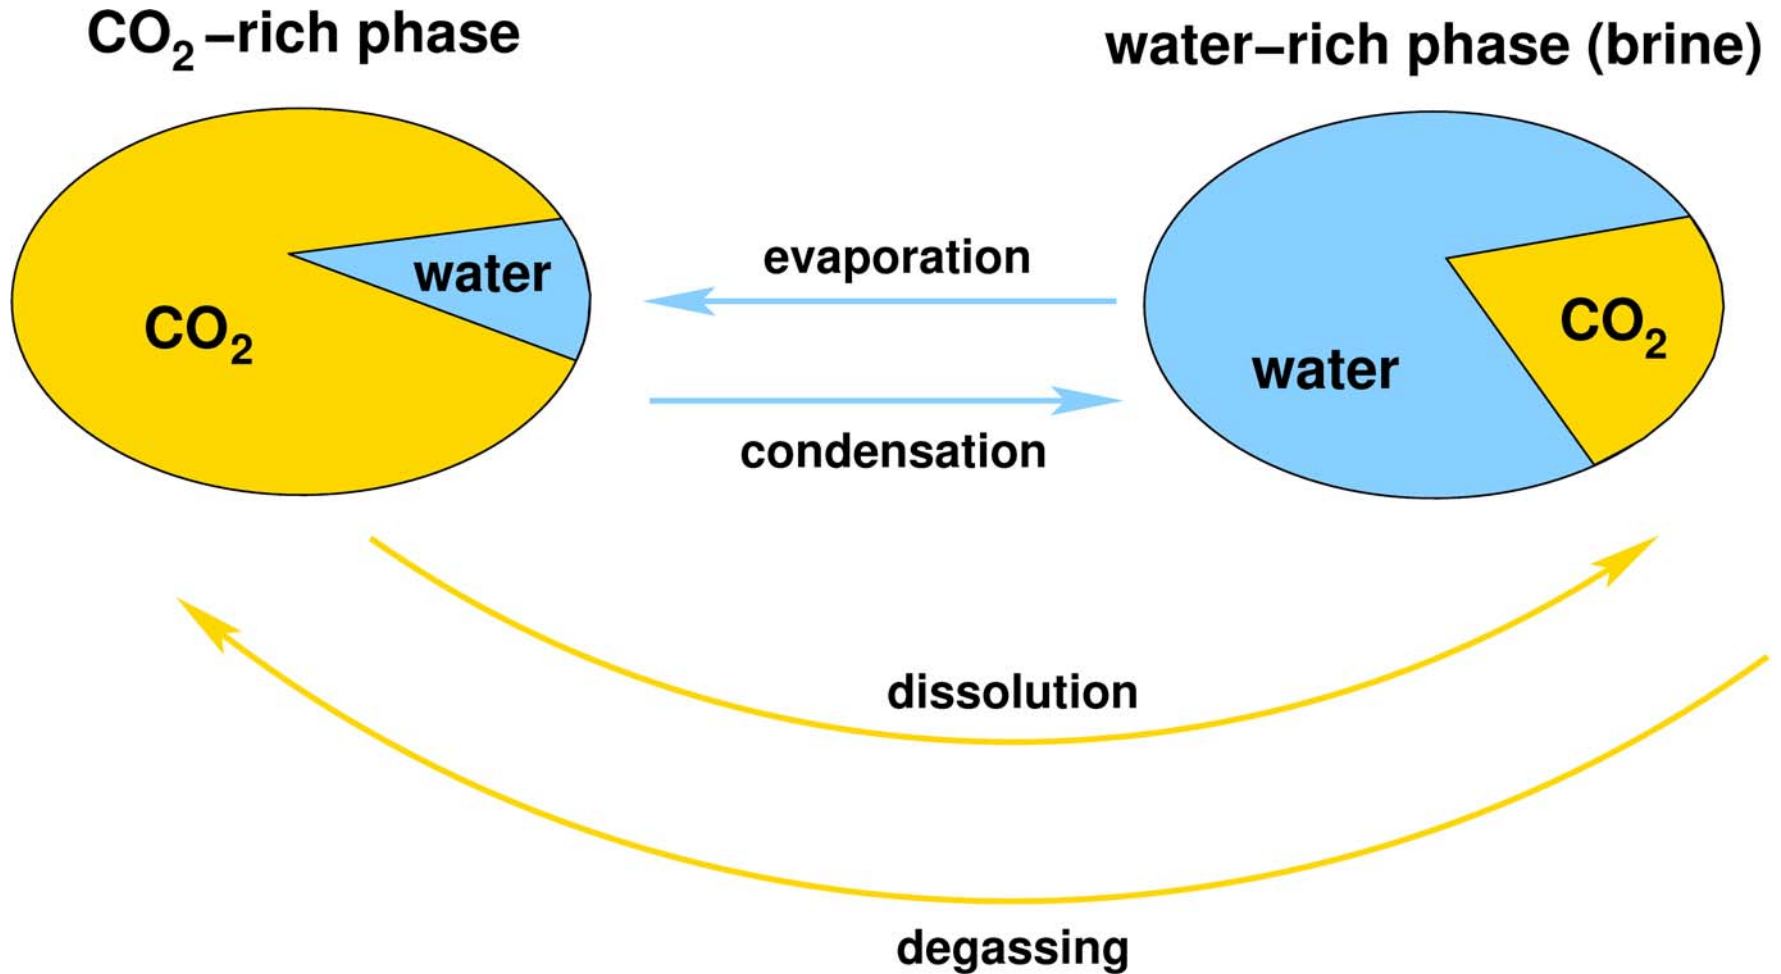 CO2–rich phase
water–rich phase (brine)
evaporation
water
CO2
CO2
water
condensation
dissolution
degassing